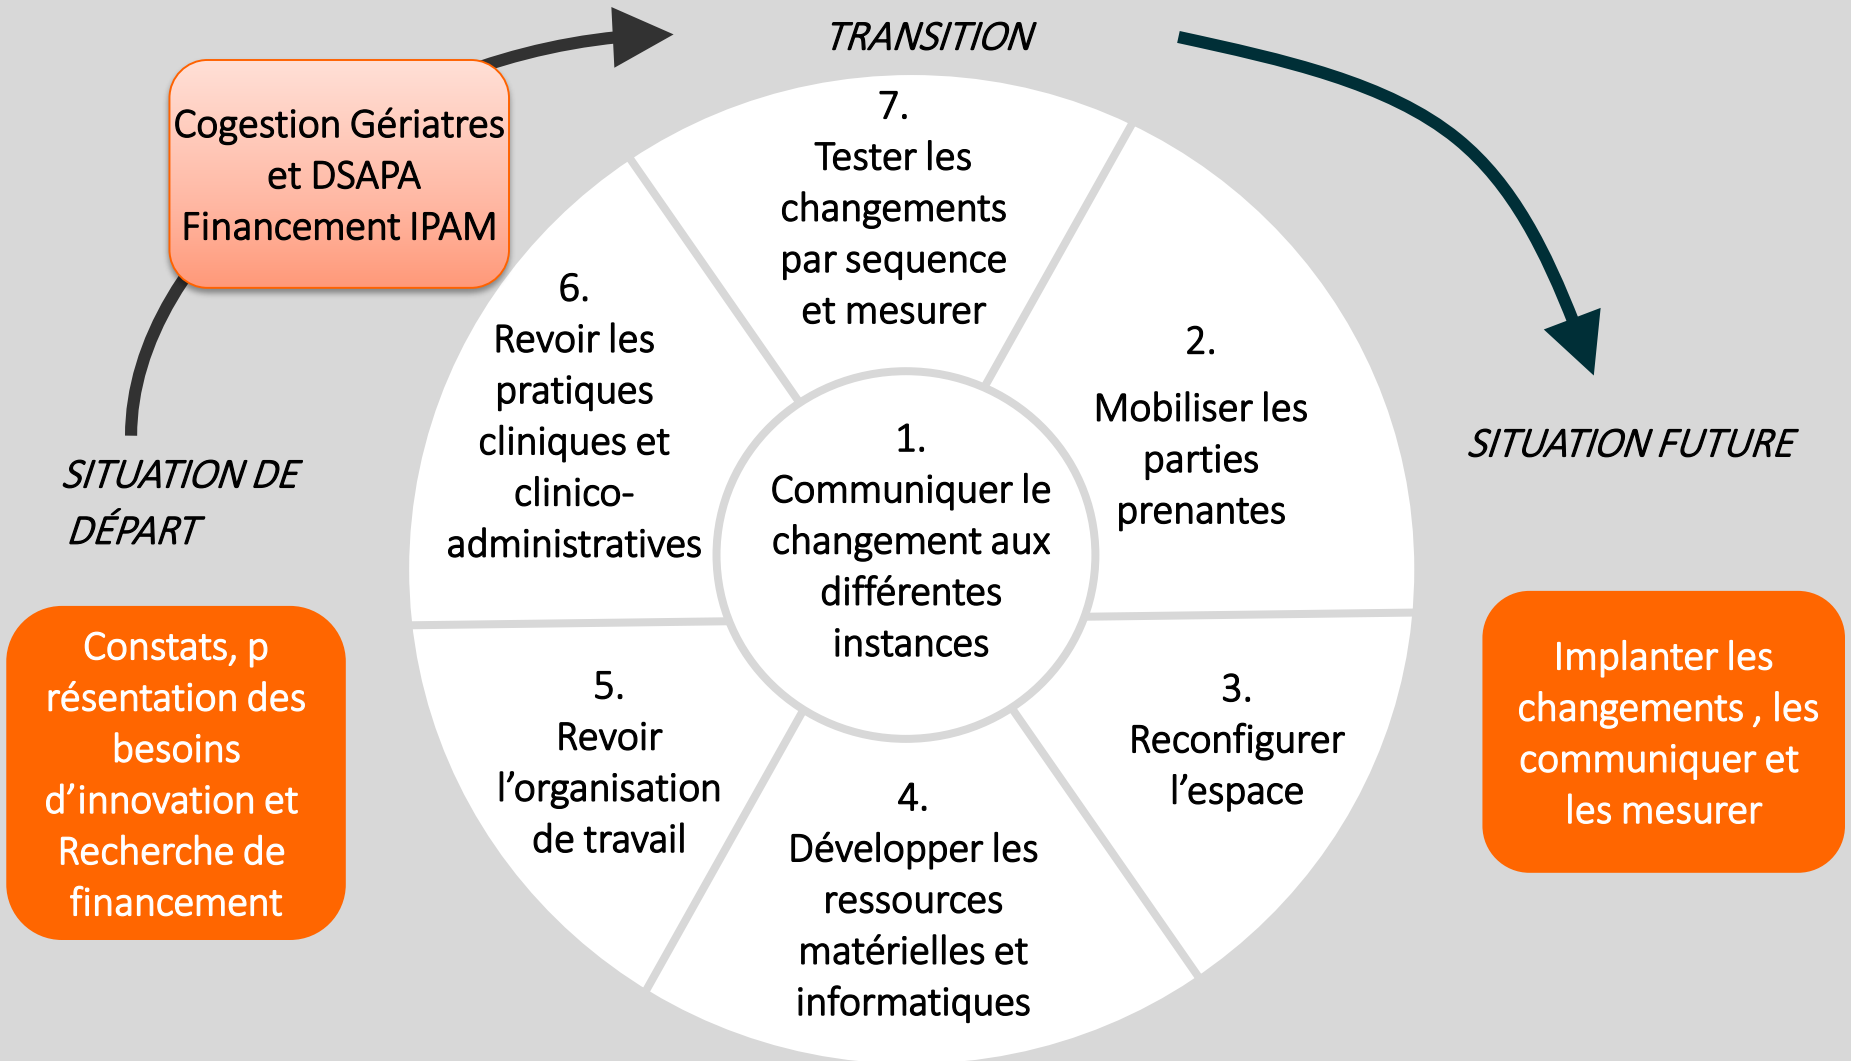 TRANSITION
Cogestion Gériatres
et DSAPA
Financement IPAM
SITUATION DE
DÉPART
Constats, p
résentation des
besoins
d’innovation et
Recherche de
financement
1.
Communiquer le
changement aux
différentes
instances
2.
Mobiliser les
parties
prenantes
3.
Reconfigurer
l’espace
4.
Développer les
ressources
matérielles et
informatiques
5.
Revoir
l’organisation
de travail
6.
Revoir les
pratiques
cliniques et
clinico-
administratives
7.
Tester les
changements
par sequence
et mesurer
SITUATION FUTURE
Implanter les
changements , les
communiquer et
les mesurer